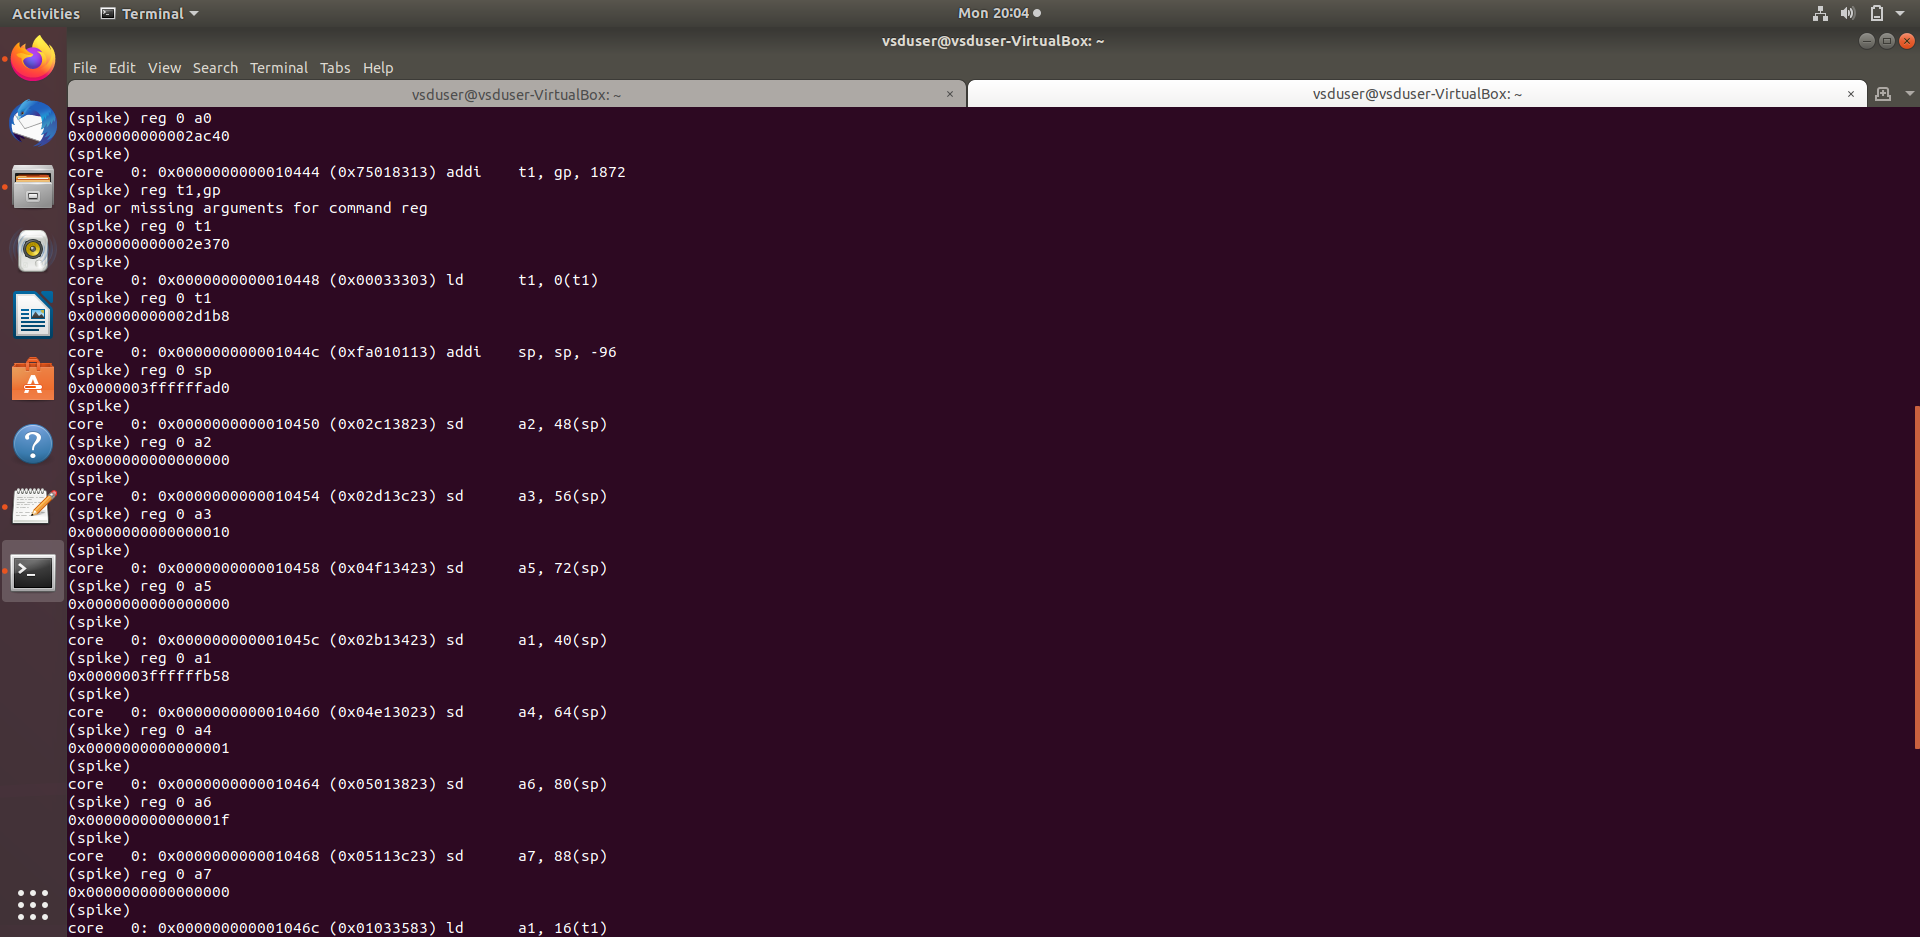 Activities
Terminal
Mon 20:04
vsduser@vsduser-VirtualBox: ~
File Edit View Search Terminal Tabs Help
vsduser@vsduser-VirtualBox: ~ ×
vsduser@vsduser-VirtualBox: ~ ×
(spike) reg 0 a0
0x000000000002ac40
(spike)
core   0: 0x0000000000010444 (0x75018313) addi    t1, gp, 1872
(spike) reg t1,gp
Bad or missing arguments for command reg
(spike) reg 0 t1
0x000000000002e370
(spike)
core   0: 0x0000000000010448 (0x00033303) ld      t1, 0(t1)
(spike) reg 0 t1
0x000000000002d1b8
(spike)
core   0: 0x000000000001044c (0xfa010113) addi    sp, sp, -96
(spike) reg 0 sp
0x0000003ffffffad0
(spike)
core   0: 0x0000000000010450 (0x02c13823) sd      a2, 48(sp)
(spike) reg 0 a2
0x0000000000000000
(spike)
core   0: 0x0000000000010454 (0x02d13c23) sd      a3, 56(sp)
(spike) reg 0 a3
0x0000000000000010
(spike)
core   0: 0x0000000000010458 (0x04f13423) sd      a5, 72(sp)
(spike) reg 0 a5
0x0000000000000000
(spike)
core   0: 0x000000000001045c (0x02b13423) sd      a1, 40(sp)
(spike) reg 0 a1
0x0000003ffffffb58
(spike)
core   0: 0x0000000000010460 (0x04e13023) sd      a4, 64(sp)
(spike) reg 0 a4
0x0000000000000001
(spike)
core   0: 0x0000000000010464 (0x05013823) sd      a6, 80(sp)
(spike) reg 0 a6
0x000000000000001f
(spike)
core   0: 0x0000000000010468 (0x05113c23) sd      a7, 88(sp)
(spike) reg 0 a7
0x0000000000000000
(spike)
core   0: 0x000000000001046c (0x01033583) ld      a1, 16(t1)